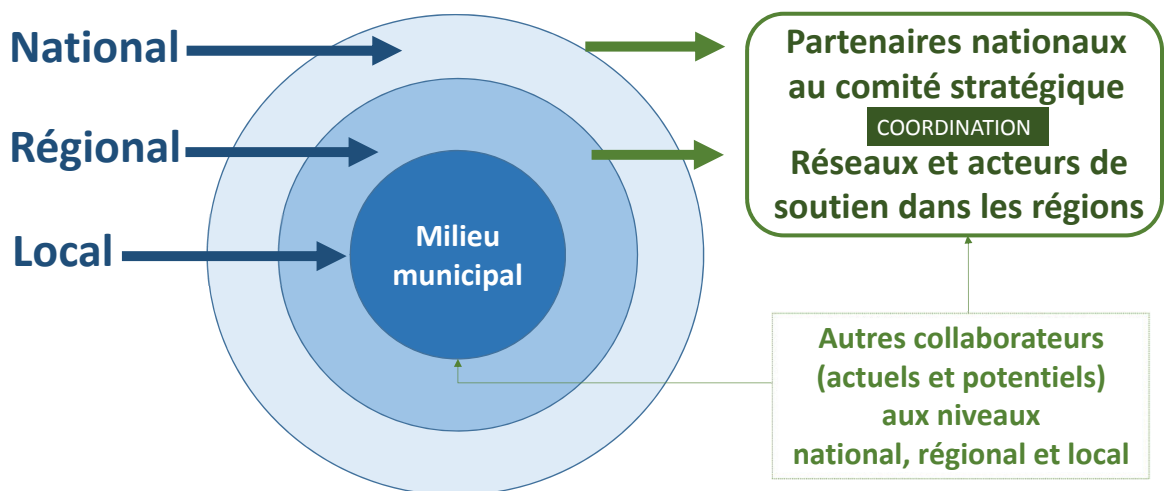 National
Régional
Local
Milieu
municipal
Partenaires nationaux
au comité stratégique
COORDINATION
Réseaux et acteurs de
soutien dans les régions
Autres collaborateurs
(actuels et potentiels)
aux niveaux
national, régional et local